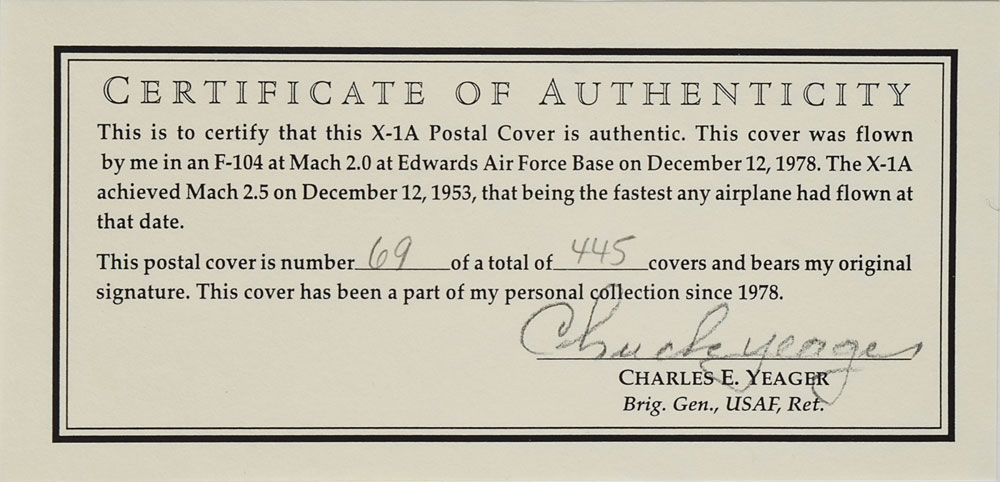 CERTIFICATE OF AUTHENTICITY
This is to certify that this X-1A Postal Cover is authentic. This cover was flown
by me in an F-104 at Mach 2.0 at Edwards Air Force Base on December 12, 1978. The X-1A
achieved Mach 2.5 on December 12, 1953, that being the fastest any airplane had flown at
that date.
This postal cover is number 69 of a total of 445 covers and bears my original
signature. This cover has been a part of my personal collection since 1978.
Chuck Yeager
CHARLES E. YEAGER
Brig. Gen., USAF, Ret.